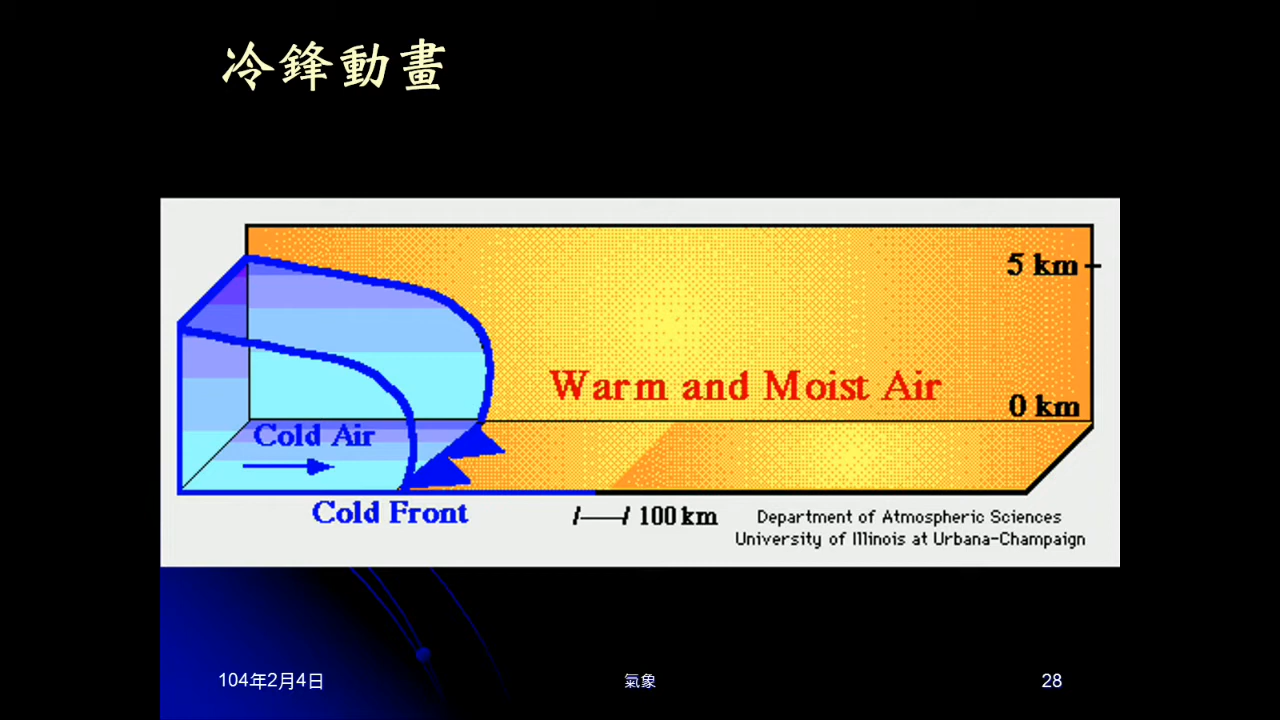 冷鋒動畫
5 km
Warm and Moist Air
0 km
Cold Air
Cold Front
100 km
Department of Atmospheric Sciences
University of Illinois at Urbana-Champaign
104年2月4日
氣象
28